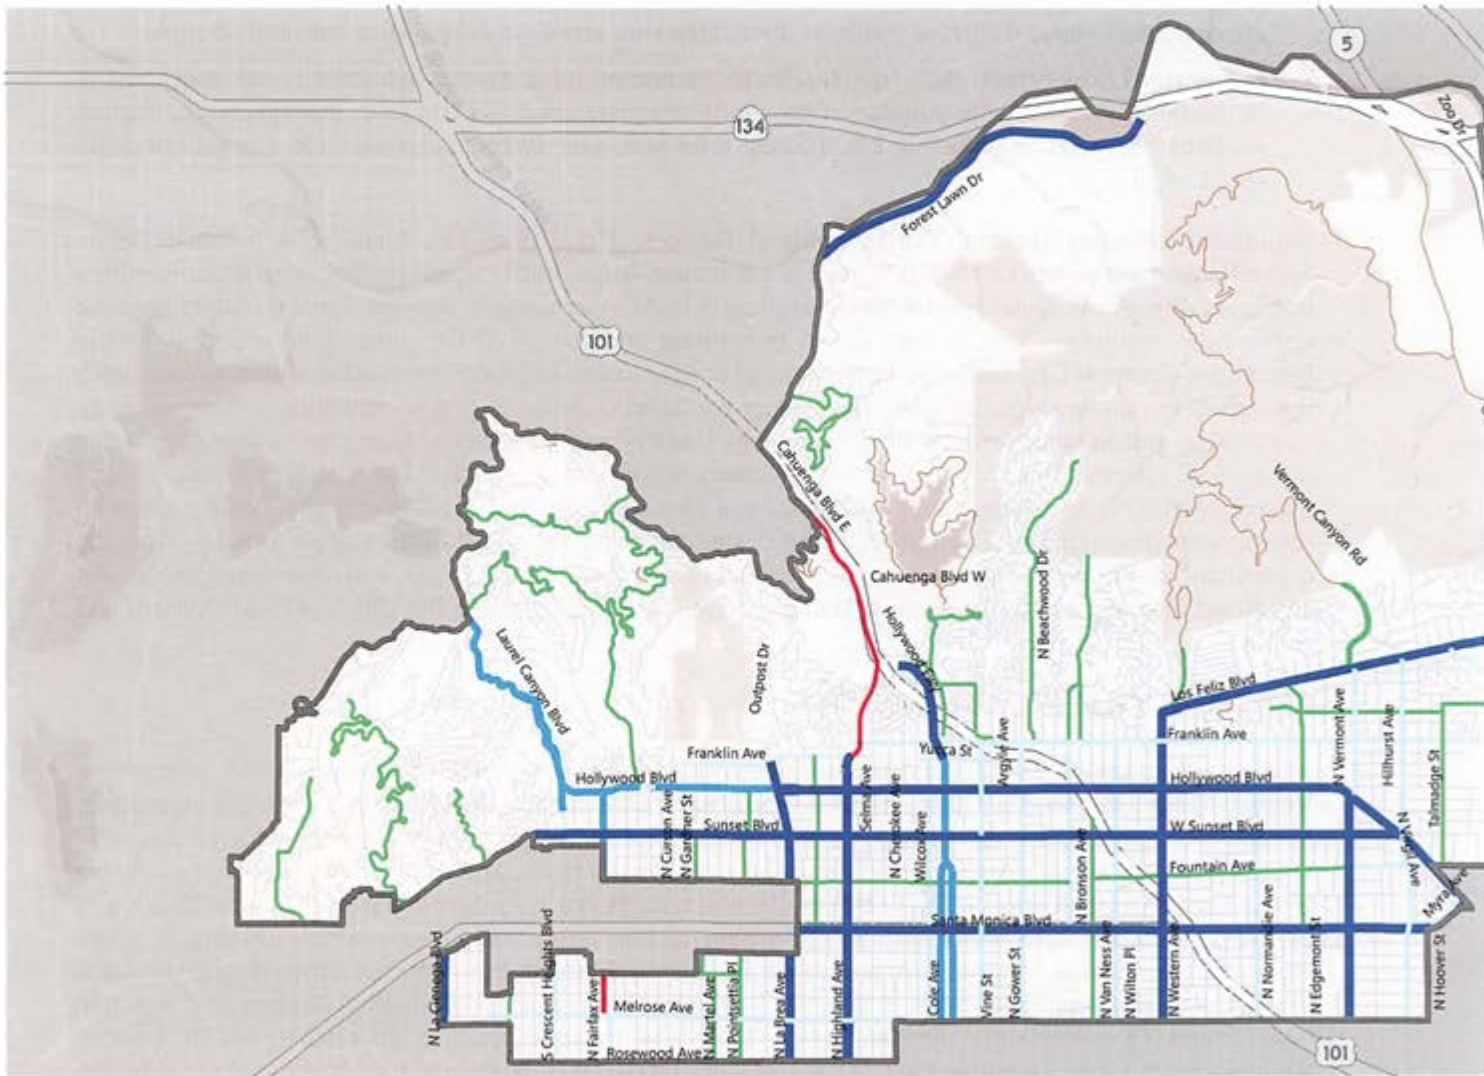 5
Zoo Dr
134
Forest Lawn Dr
101
Cahuenga Blvd E
Vermont Canyon Rd
Cahuenga Blvd W
N Beachwood Dr
Hollywood Fwy
Laurel Canyon Blvd
Outpost Dr
Los Feliz Blvd
Franklin Ave
Yucca St
Argyle Ave
Franklin Ave
N Vermont Ave
Hillhurst Ave
Talmadge St
Hollywood Blvd
Hollywood Blvd
N Curson Ave
N Gardner St
Sunset Blvd
Selma Ave
N Cherokee Ave
Wilcox Ave
W Sunset Blvd
N Virgil Ave
N Bronson Ave
Fountain Ave
Myra Ave
Santa Monica Blvd
N La Cienega Blvd
S Crescent Heights Blvd
N Fairfax Ave
Melrose Ave
Rosewood Ave
N Martel Ave
N Poinsettia Pl
N La Brea Ave
N Highland Ave
Cole Ave
Vine St
N Gower St
N Van Ness Ave
N Wilton Pl
N Western Ave
N Normandie Ave
N Edgemont St
N Hoover St
101